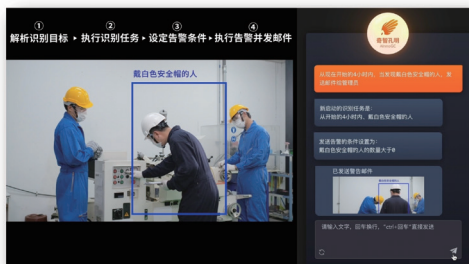 ①
②
③
④
解析识别目标 ▸ 执行识别任务 ▸ 设定告警条件 ▸ 执行告警并发邮件
戴白色安全帽的人
奇智孔明
从现在开始的4小时内，当发现戴白色安全帽的人，发
送邮件给管理员
新启动的识别任务是：
从开始的4小时内，戴白色安全帽的人
发送告警的条件设置为：
戴白色安全帽的人的数量大于0
已发送警告邮件
请输入文字，回车换行，"ctrl+回车"直接发送